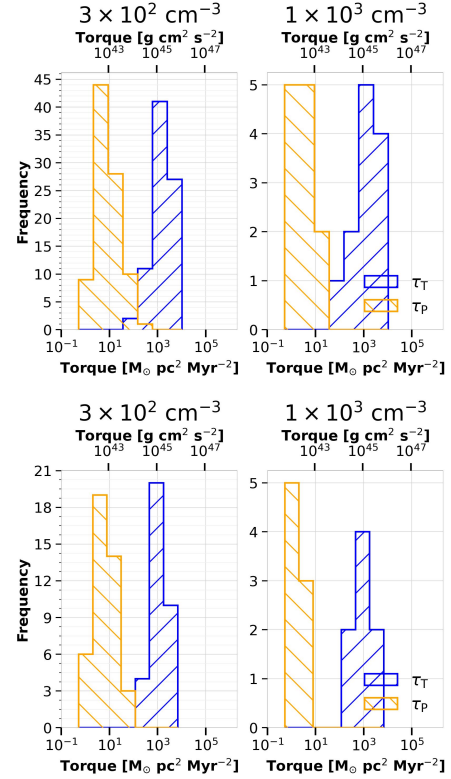 3 × 10² cm⁻³ 1 × 10³ cm⁻³
Torque [g cm² s⁻²] Torque [g cm² s⁻²]
10⁴³ 10⁴⁵ 10⁴⁷ 10⁴³ 10⁴⁵ 10⁴⁷
45
40
35
30
25
20
15
10
5
0
Frequency
5
4
3
2
1
0
τT
τP
10⁻¹ 10¹ 10³ 10⁵ 10⁻¹ 10¹ 10³ 10⁵
Torque [M⊙ pc² Myr⁻²] Torque [M⊙ pc² Myr⁻²]
3 × 10² cm⁻³ 1 × 10³ cm⁻³
Torque [g cm² s⁻²] Torque [g cm² s⁻²]
10⁴³ 10⁴⁵ 10⁴⁷ 10⁴³ 10⁴⁵ 10⁴⁷
21
18
15
12
9
6
3
0
Frequency
5
4
3
2
1
0
τT
τP
10⁻¹ 10¹ 10³ 10⁵ 10⁻¹ 10¹ 10³ 10⁵
Torque [M⊙ pc² Myr⁻²] Torque [M⊙ pc² Myr⁻²]